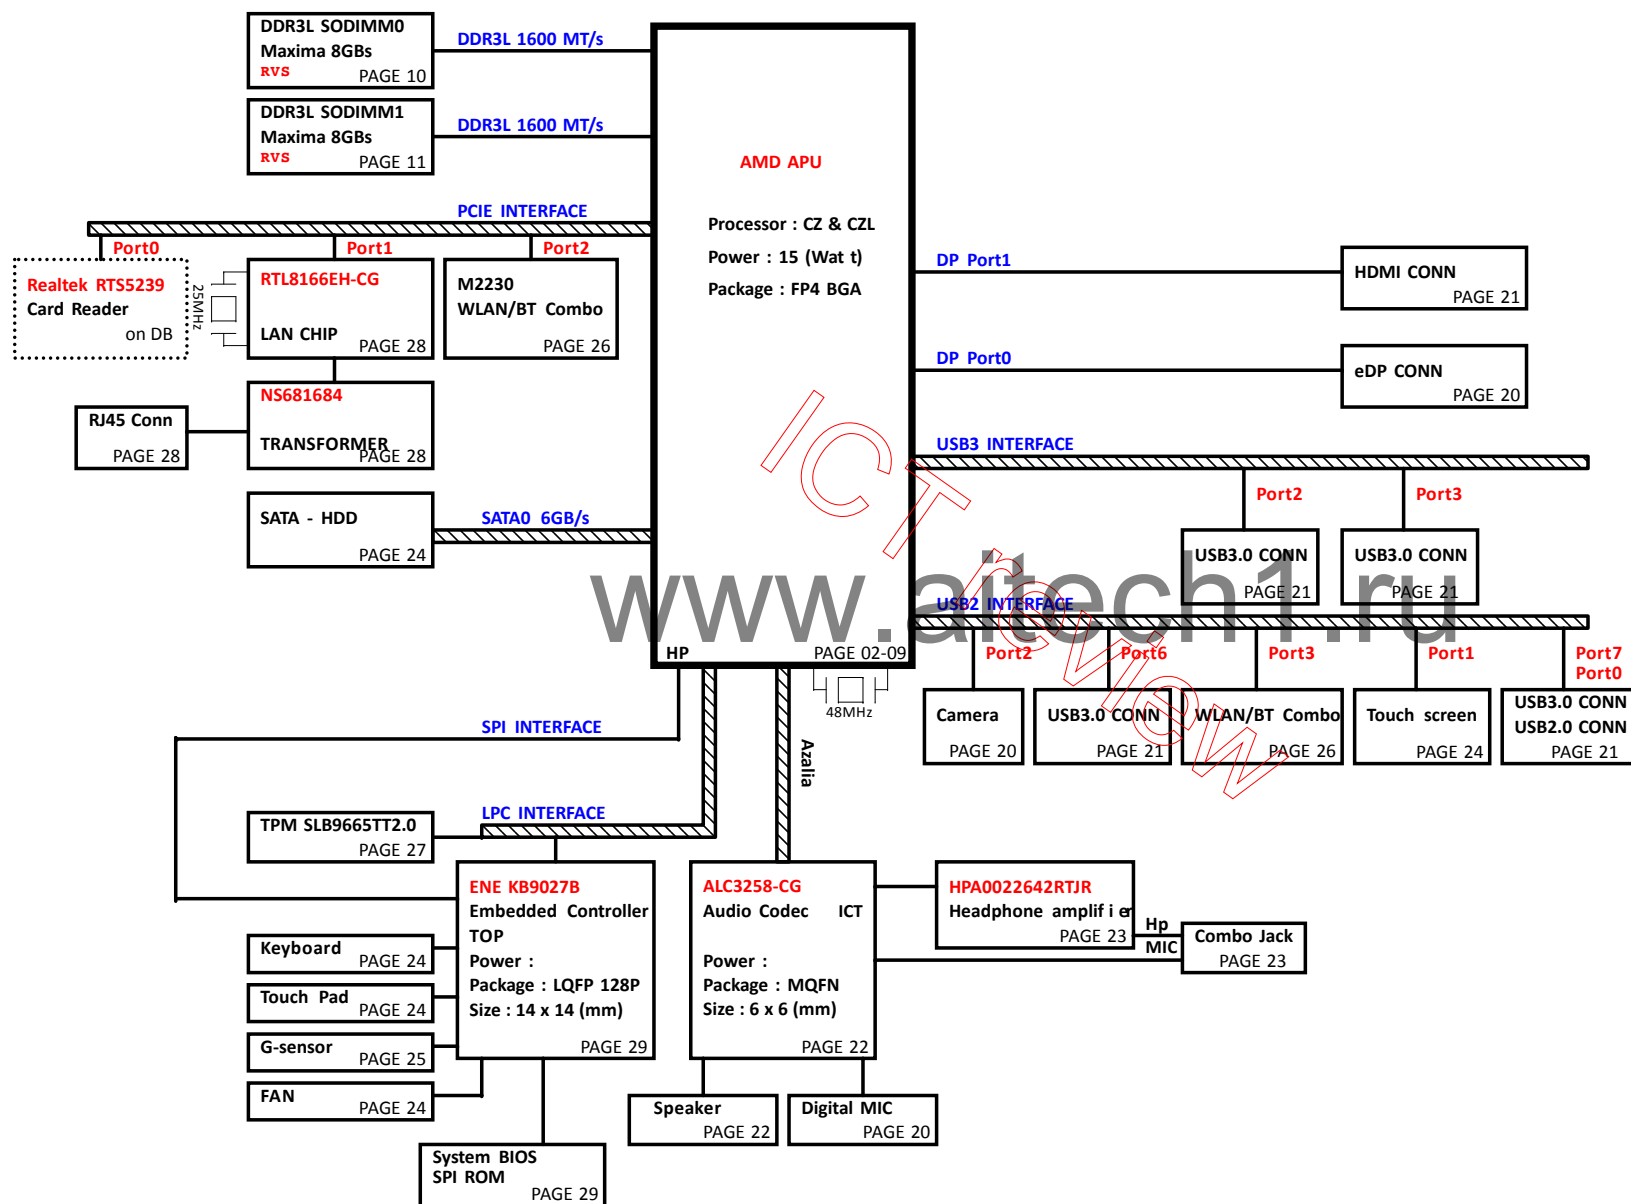 DDR3L SODIMM0
Maxima 8GBs
RVS
PAGE 10
DDR3L 1600 MT/s
DDR3L SODIMM1
Maxima 8GBs
RVS
PAGE 11
DDR3L 1600 MT/s
AMD APU
Processor : CZ & CZL
Power : 15 (Wat t)
Package : FP4 BGA
HP
PAGE 02-09
48MHz
PCIE INTERFACE
Port0
Port1
Port2
Realtek RTS5239
Card Reader
on DB
25MHz
RTL8166EH-CG
LAN CHIP
PAGE 28
M2230
WLAN/BT Combo
PAGE 26
NS681684
TRANSFORMER
PAGE 28
RJ45 Conn
PAGE 28
SATA - HDD
PAGE 24
SATA0 6GB/s
DP Port1
HDMI CONN
PAGE 21
DP Port0
eDP CONN
PAGE 20
USB3 INTERFACE
Port2
Port3
USB3.0 CONN
PAGE 21
USB3.0 CONN
PAGE 21
www.aitech1.ru
ICT review
USB2 INTERFACE
Port2
Port6
Port3
Port1
Port7
Port0
Camera
PAGE 20
USB3.0 CONN
PAGE 21
WLAN/BT Combo
PAGE 26
Touch screen
PAGE 24
USB3.0 CONN
USB2.0 CONN
PAGE 21
SPI INTERFACE
Azalia
LPC INTERFACE
TPM SLB9665TT2.0
PAGE 27
ENE KB9027B
Embedded Controller
TOP
Power :
Package : LQFP 128P
Size : 14 x 14 (mm)
PAGE 29
ALC3258-CG
Audio Codec ICT
Power :
Package : MQFN
Size : 6 x 6 (mm)
PAGE 22
HPA0022642RTJR
Headphone amplif i er
PAGE 23
Hp
MIC
Combo Jack
PAGE 23
Keyboard
PAGE 24
Touch Pad
PAGE 24
G-sensor
PAGE 25
FAN
PAGE 24
Speaker
PAGE 22
Digital MIC
PAGE 20
System BIOS
SPI ROM
PAGE 29